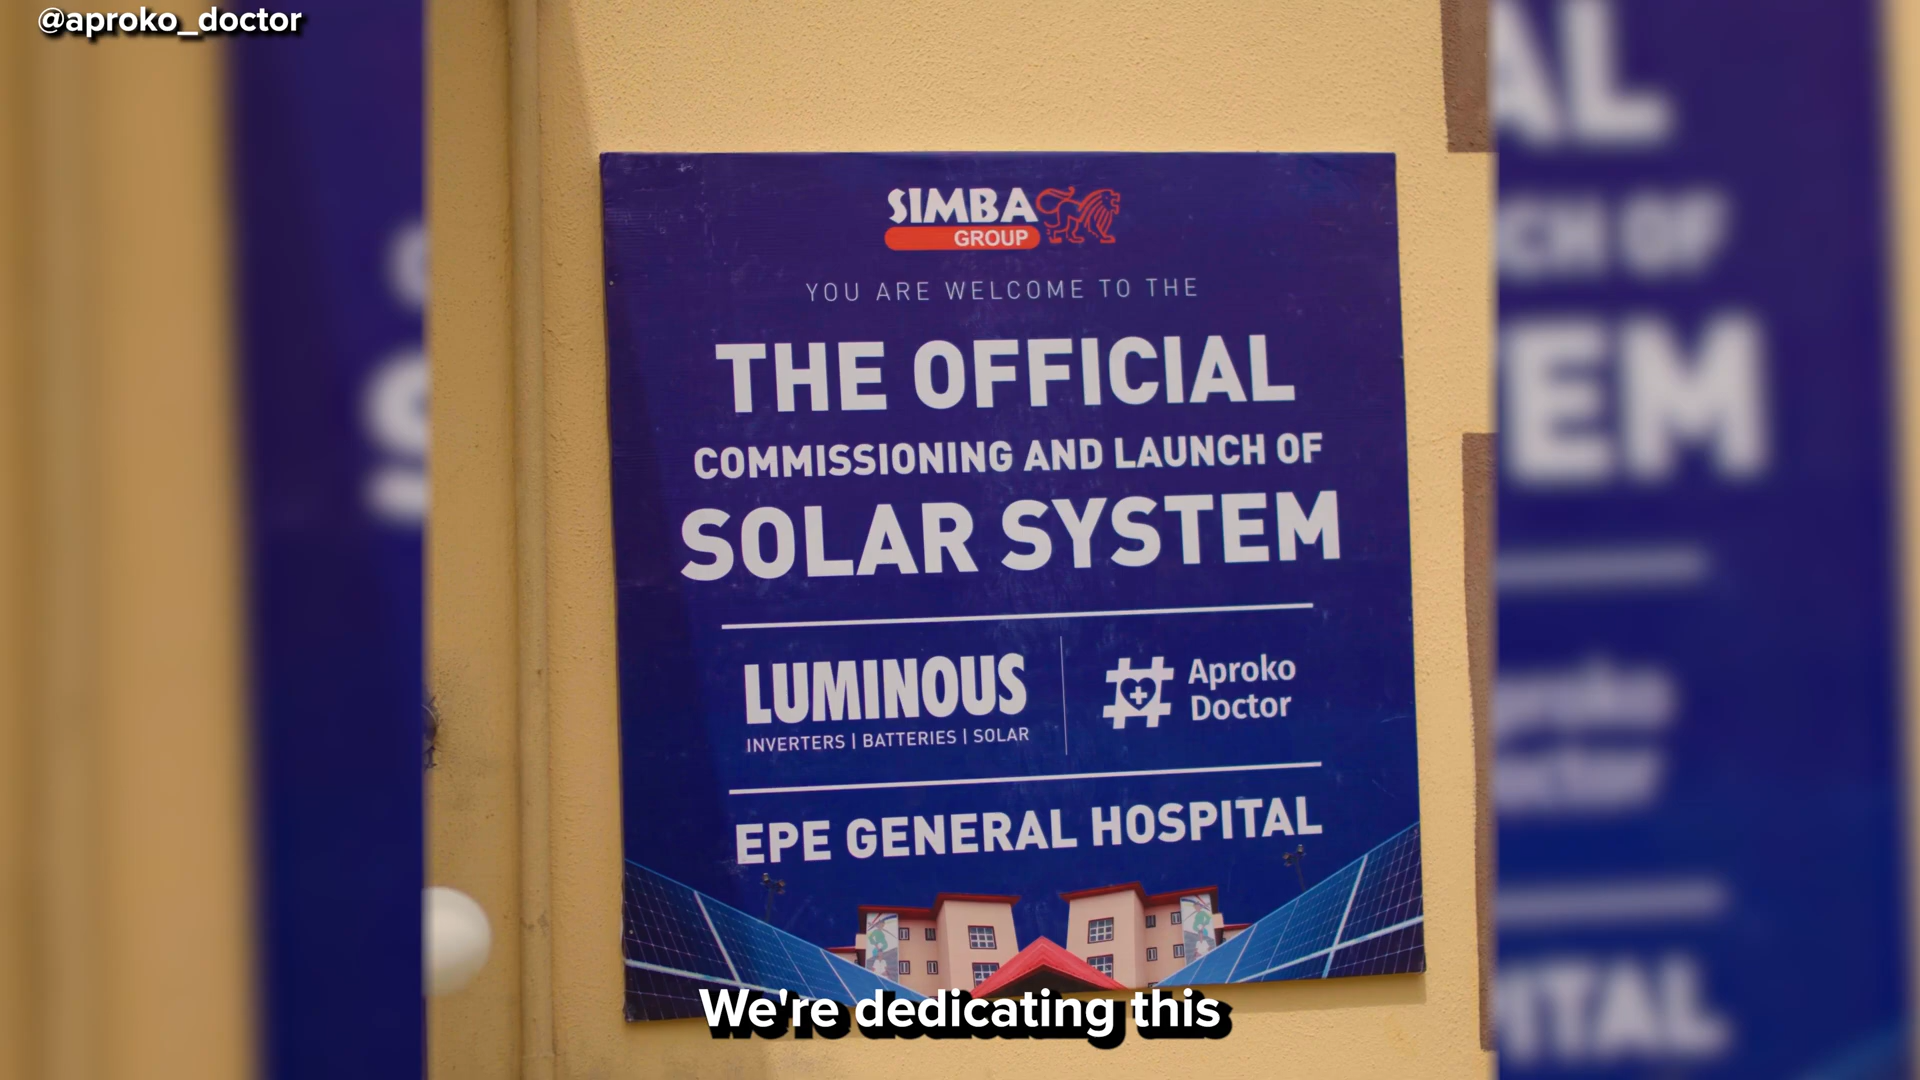 @aproko_doctor
SIMBA
GROUP
YOU ARE WELCOME TO THE
THE OFFICIAL
COMMISSIONING AND LAUNCH OF
SOLAR SYSTEM
LUMINOUS
INVERTERS | BATTERIES | SOLAR
Aproko
Doctor
EPE GENERAL HOSPITAL
We're dedicating this